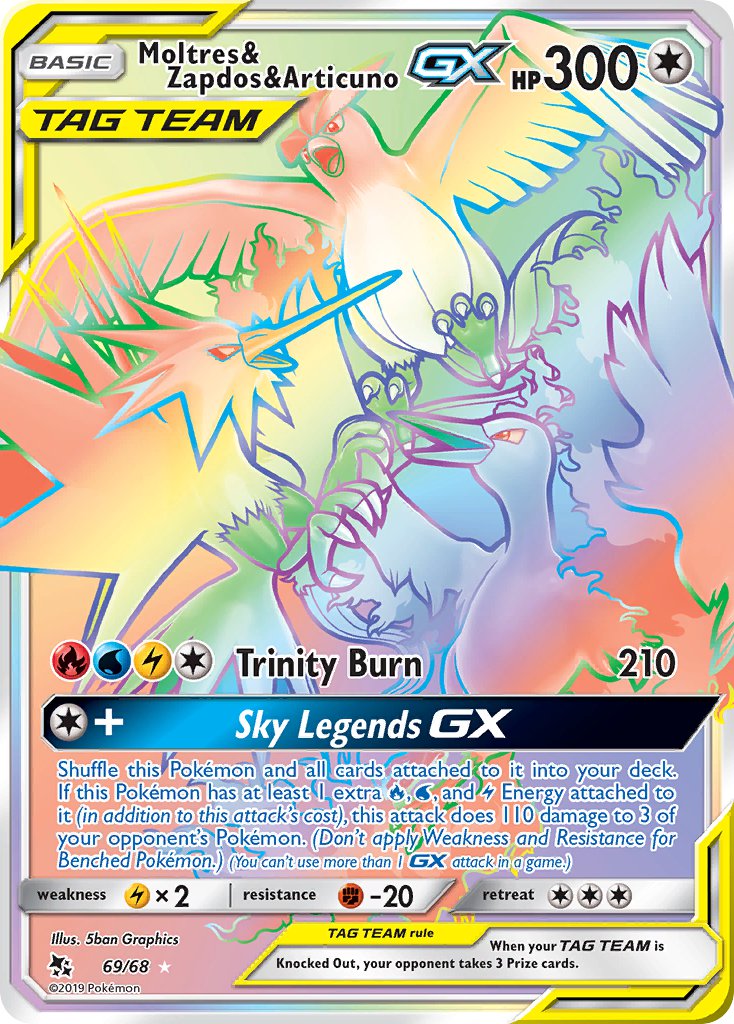 BASIC
Moltres&
Zapdos&Articuno GX HP300
TAG TEAM
Trinity Burn 210
+ Sky Legends GX
Shuffle this Pokémon and all cards attached to it into your deck.
If this Pokémon has at least 1 extra , , and Energy attached to
it (in addition to this attack's cost), this attack does 110 damage to 3 of
your opponent's Pokémon. (Don't apply Weakness and Resistance for
Benched Pokémon.) (You can't use more than 1 GX attack in a game.)
weakness ×2 resistance -20 retreat
Illus. 5ban Graphics
69/68
©2019 Pokémon
TAG TEAM rule
When your TAG TEAM is
Knocked Out, your opponent takes 3 Prize cards.